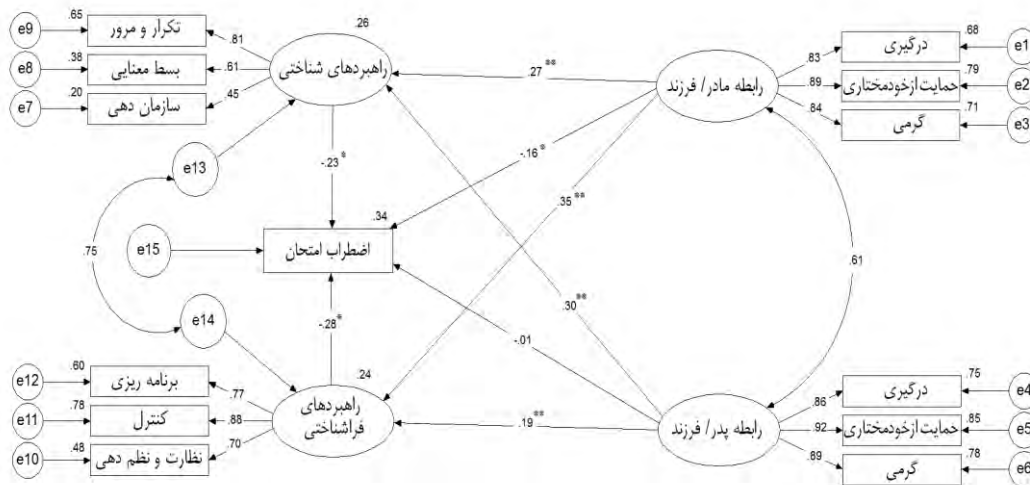 e9
.65
تکرار و مرور
.81
e8
.38
بسط معنایی
.61
e7
.20
سازمان دهی
.45
.26
راهبردهای شناختی
.27 **
رابطه مادر/ فرزند
.83
درگیری
.68
e1
.89
حمایت ازخودمختاری
.79
e2
.84
گرمی
.71
e3
e13
-.23 *
-.16 *
.35 **
.34
e15
اضطراب امتحان
.75
.61
e14
-.28 *
.30 **
-.01
.24
راهبردهای
فراشناختی
.19 **
رابطه پدر/ فرزند
e12
.60
برنامه ریزی
.77
e11
.78
کنترل
.88
e10
.48
نظارت و نظم دهی
.70
.86
درگیری
.75
e4
.92
حمایت ازخودمختاری
.85
e5
.89
گرمی
.78
e6